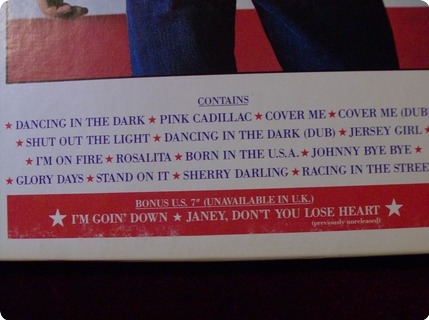 CONTAINS
★ DANCING IN THE DARK ★ PINK CADILLAC ★ COVER ME ★ COVER ME (DUB
★ SHUT OUT THE LIGHT ★ DANCING IN THE DARK (DUB) ★ JERSEY GIRL ★
★ I'M ON FIRE ★ ROSALITA ★ BORN IN THE U.S.A. ★ JOHNNY BYE BYE ★
★ GLORY DAYS ★ STAND ON IT ★ SHERRY DARLING ★ RACING IN THE STREE
BONUS U.S. 7" (UNAVAILABLE IN U.K.)
★ I'M GOIN' DOWN ★ JANEY, DON'T YOU LOSE HEART ★
(previously unreleased)